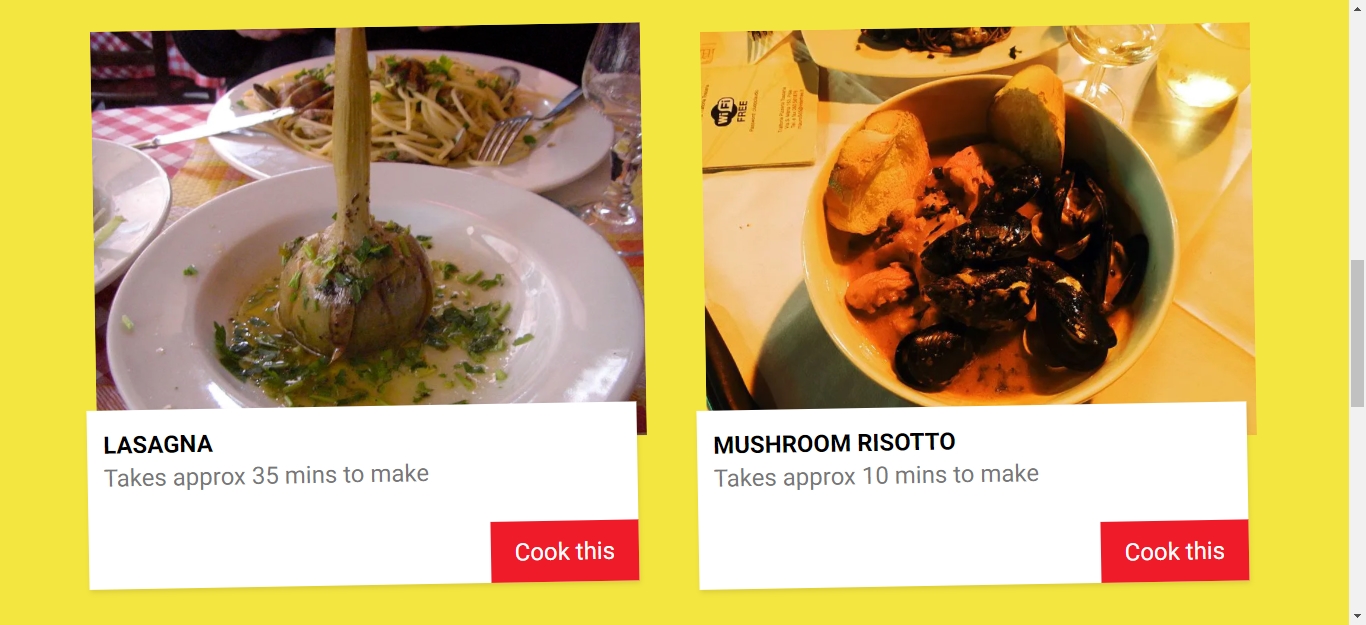 WiFi
FREE
LASAGNA
Takes approx 35 mins to make
Cook this
MUSHROOM RISOTTO
Takes approx 10 mins to make
Cook this